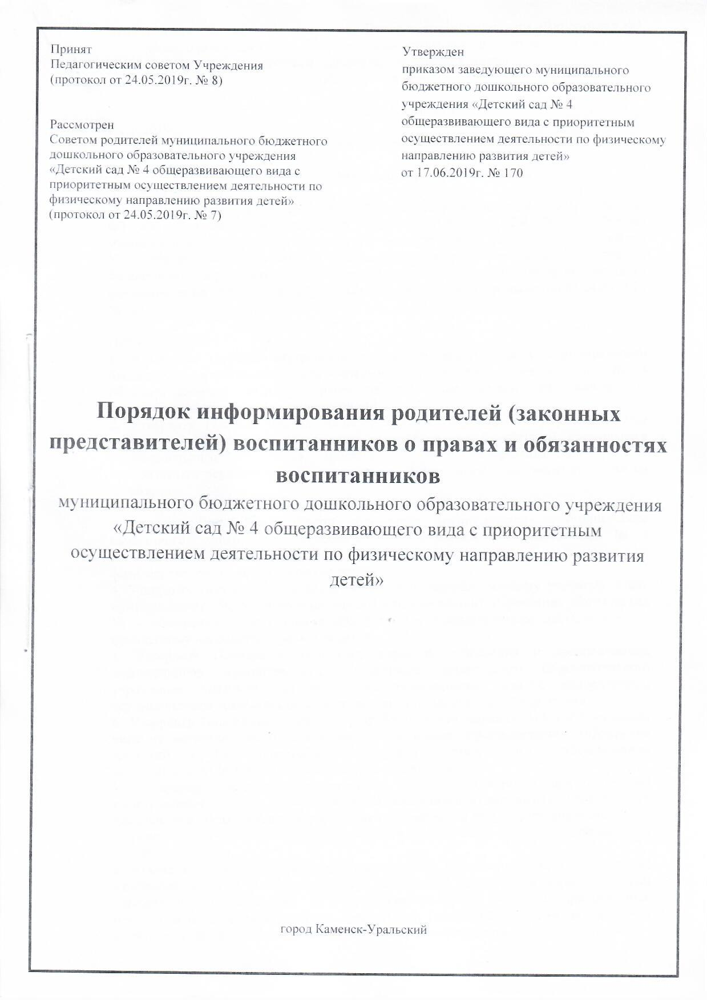 Принят
Педагогическим советом Учреждения
(протокол от 24.05.2019г. № 8)
Рассмотрен
Советом родителей муниципального бюджетного
дошкольного образовательного учреждения
«Детский сад № 4 общеразвивающего вида с
приоритетным осуществлением деятельности по
физическому направлению развития детей»
(протокол от 24.05.2019г. № 7)
Утвержден
приказом заведующего муниципального
бюджетного дошкольного образовательного
учреждения «Детский сад № 4
общеразвивающего вида с приоритетным
осуществлением деятельности по физическому
направлению развития детей»
от 17.06.2019г. № 170
Порядок информирования родителей (законных
представителей) воспитанников о правах и обязанностях
воспитанников
муниципального бюджетного дошкольного образовательного учреждения
«Детский сад № 4 общеразвивающего вида с приоритетным
осуществлением деятельности по физическому направлению развития
детей»
город Каменск-Уральский